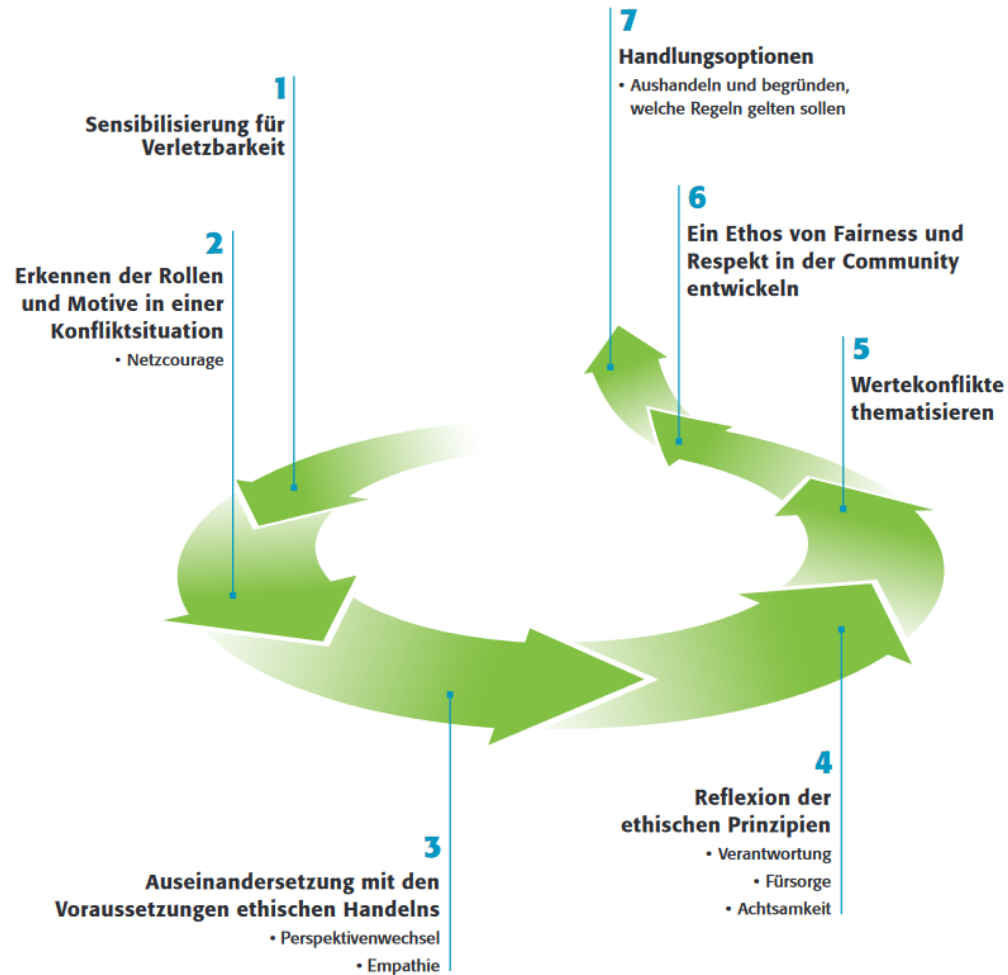 1
Sensibilisierung für
Verletzbarkeit
2
Erkennen der Rollen
und Motive in einer
Konfliktsituation
• Netzcourage
3
Auseinandersetzung mit den
Voraussetzungen ethischen Handelns
• Perspektivenwechsel
• Empathie
4
Reflexion der
ethischen Prinzipien
• Verantwortung
• Fürsorge
• Achtsamkeit
5
Wertekonflikte
thematisieren
6
Ein Ethos von Fairness und
Respekt in der Community
entwickeln
7
Handlungsoptionen
• Aushandeln und begründen,
welche Regeln gelten sollen